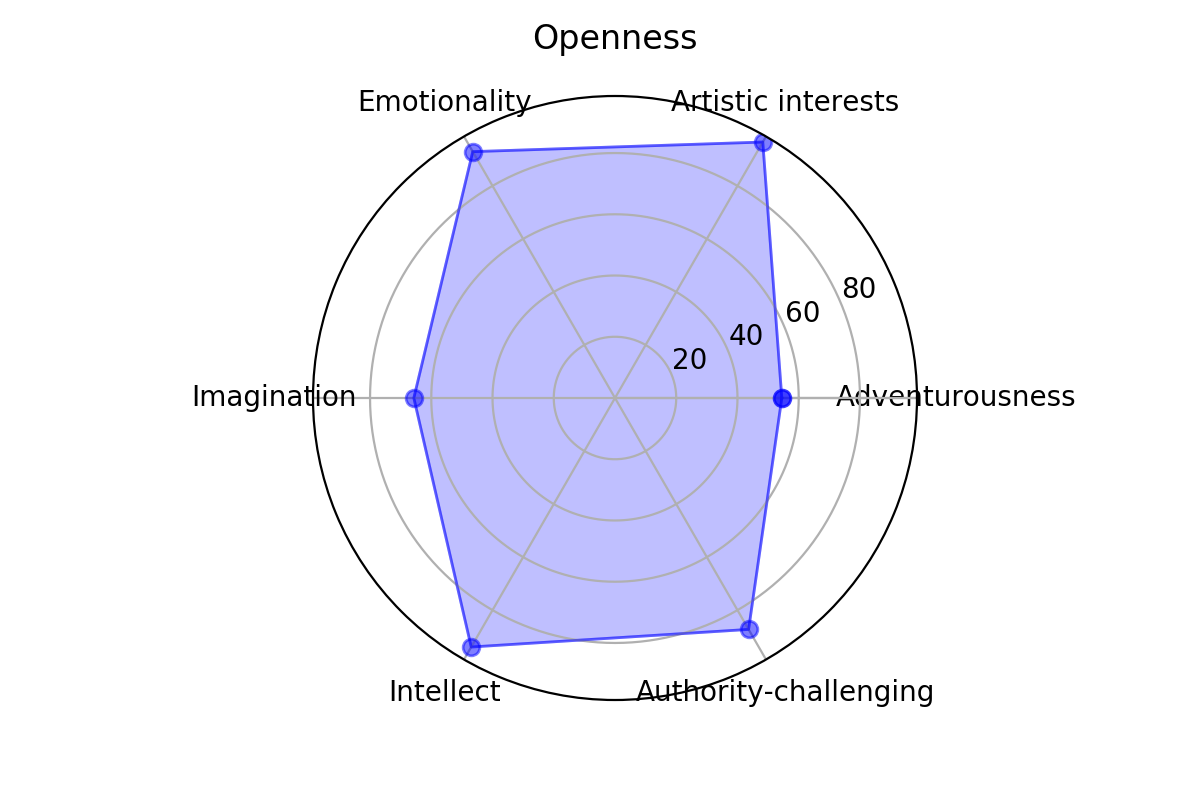 Openness
Emotionality
Artistic interests
80
60
40
20
Imagination
Adventurousness
Intellect
Authority-challenging